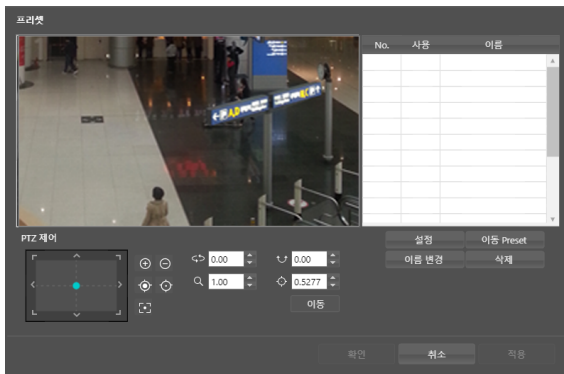 프리셋
No. 사용 이름
A,D
B,C
PTZ 제어
0.00 0.00
1.00 0.5277
이동
설정 이동 Preset
이름 변경 삭제
확인 취소 적용